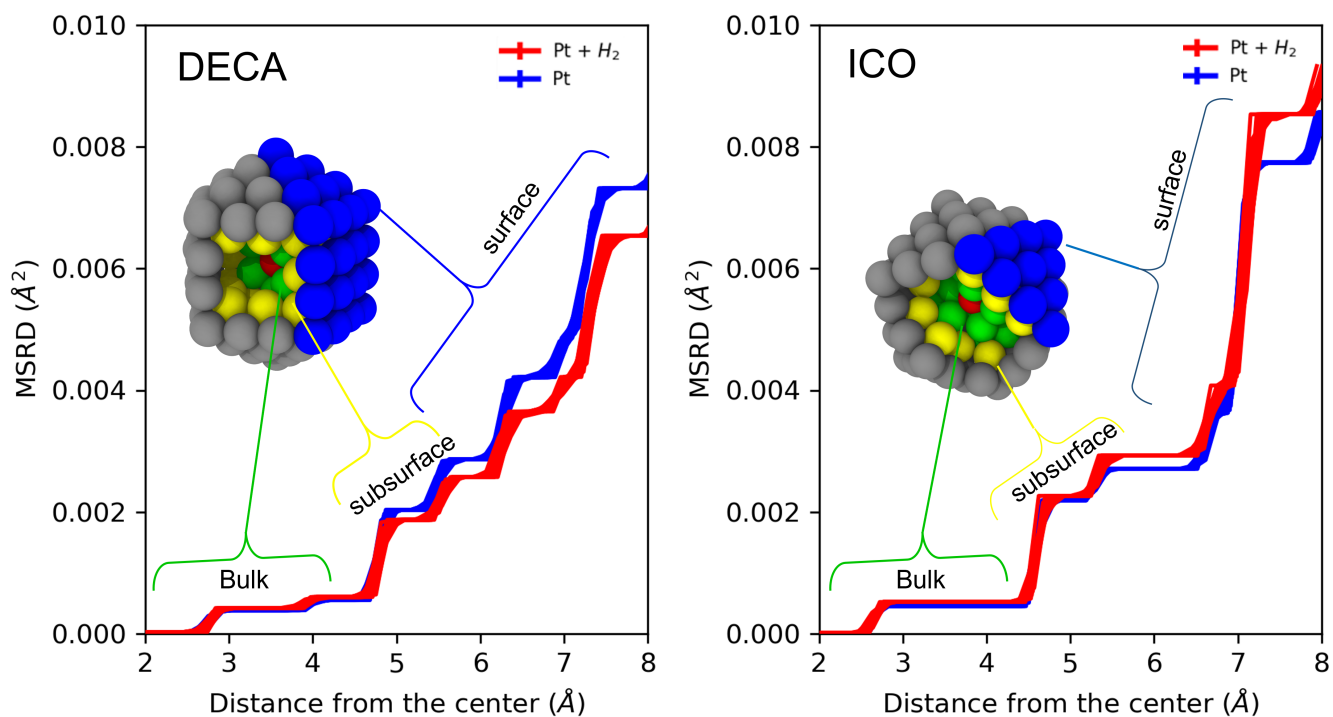 DECA
Pt + H2
Pt
MSRD (Å²)
0.010
0.008
0.006
0.004
0.002
0.000
surface
subsurface
Bulk
2 3 4 5 6 7 8
Distance from the center (Å)
ICO
Pt + H2
Pt
MSRD (Å²)
0.010
0.008
0.006
0.004
0.002
0.000
surface
subsurface
Bulk
2 3 4 5 6 7 8
Distance from the center (Å)